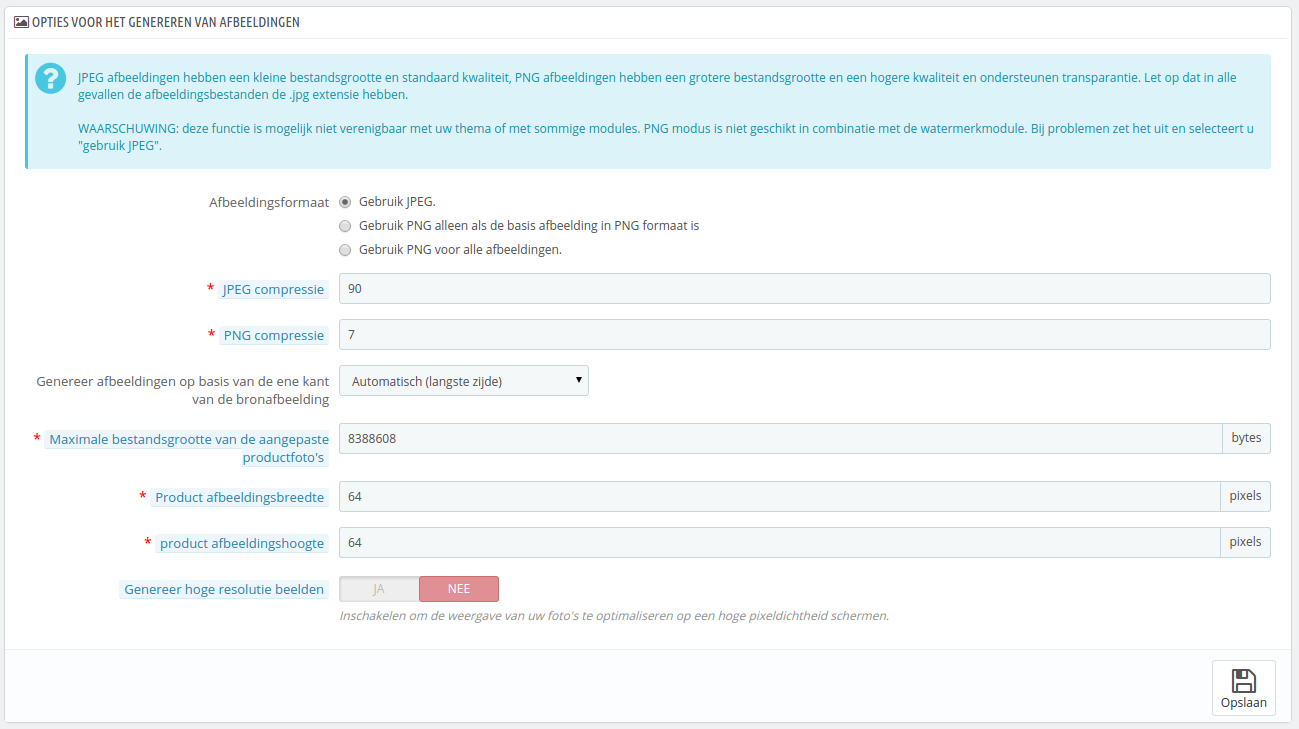 OPTIES VOOR HET GENEREREN VAN AFBEELDINGEN
JPEG afbeeldingen hebben een kleine bestandsgrootte en standaard kwaliteit, PNG afbeeldingen hebben een grotere bestandsgrootte en een hogere kwaliteit en ondersteunen transparantie. Let op dat in alle
gevallen de afbeeldingsbestanden de .jpg extensie hebben.
WAARSCHUWING: deze functie is mogelijk niet verenigbaar met uw thema of met sommige modules. PNG modus is niet geschikt in combinatie met de watermerkmodule. Bij problemen zet het uit en selecteert u
"gebruik JPEG".
Afbeeldingsformaat
Gebruik JPEG.
Gebruik PNG alleen als de basis afbeelding in PNG formaat is
Gebruik PNG voor alle afbeeldingen.
* JPEG compressie 90
* PNG compressie 7
Genereer afbeeldingen op basis van de ene kant
van de bronafbeelding
Automatisch (langste zijde)
* Maximale bestandsgrootte van de aangepaste
productfoto's
8388608 bytes
* Product afbeeldingsbreedte 64 pixels
* product afbeeldingshoogte 64 pixels
Genereer hoge resolutie beelden JA NEE
Inschakelen om de weergave van uw foto's te optimaliseren op een hoge pixeldichtheid schermen.
Opslaan